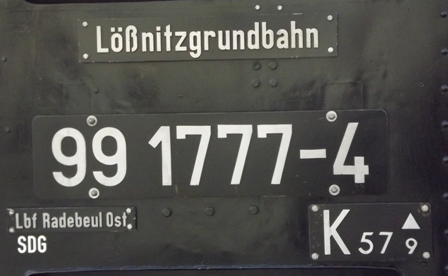 Lößnitzgrundbahn
99 1777-4
Lbf Radebeul Ost
SDG
K 57 9